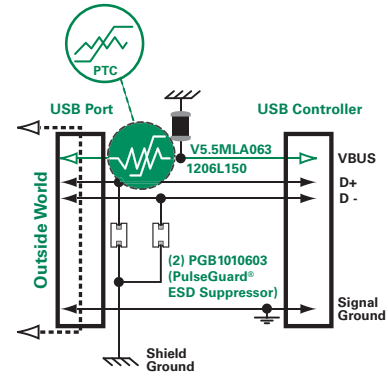 PTC
USB Port
USB Controller
V5.5MLA063
1206L150
VBUS
D+
D -
Outside World
(2) PGB1010603
(PulseGuard®
ESD Suppressor)
Signal
Ground
Shield
Ground